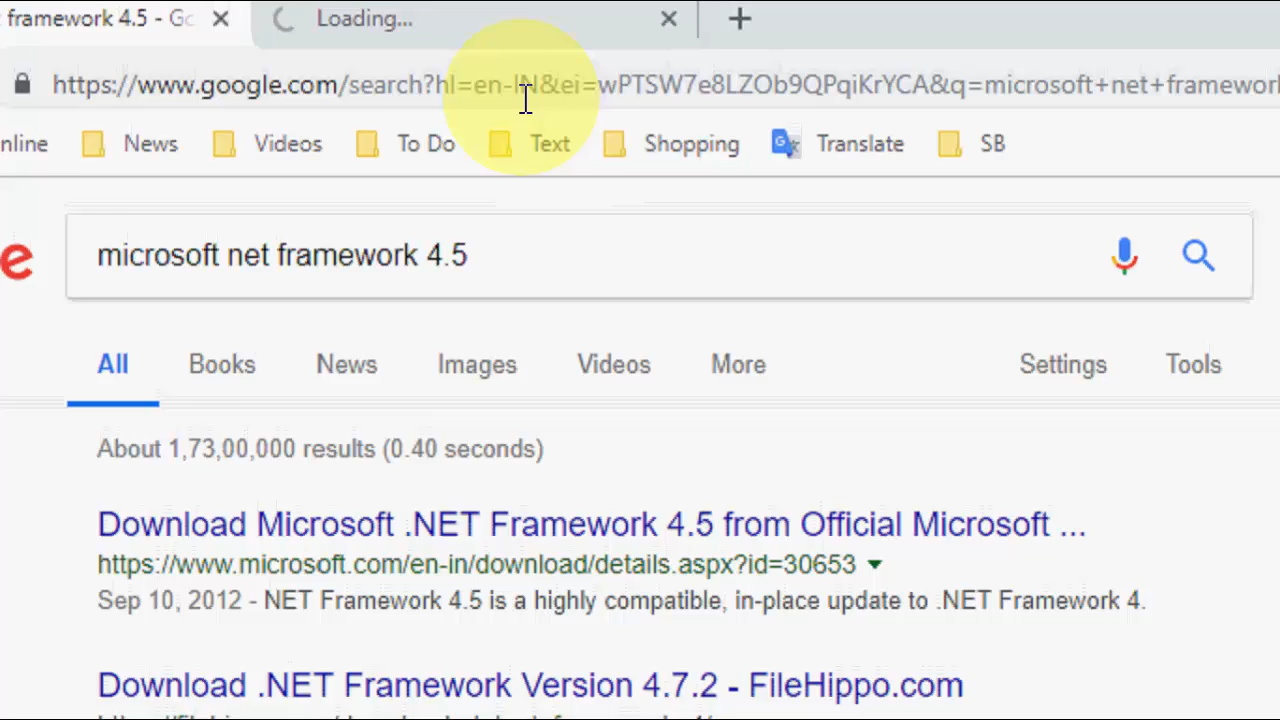 framework 4.5 - Go
Loading...
https://www.google.com/search?hl=en-IN&ei=wPTSW7e8LZOb9QPqiKrYCA&q=microsoft+net+framework
nline News Videos To Do Text Shopping Translate SB
e microsoft net framework 4.5
All Books News Images Videos More Settings Tools
About 1,73,00,000 results (0.40 seconds)
Download Microsoft .NET Framework 4.5 from Official Microsoft ...
https://www.microsoft.com/en-in/download/details.aspx?id=30653
Sep 10, 2012 - NET Framework 4.5 is a highly compatible, in-place update to .NET Framework 4.
Download .NET Framework Version 4.7.2 - FileHippo.com